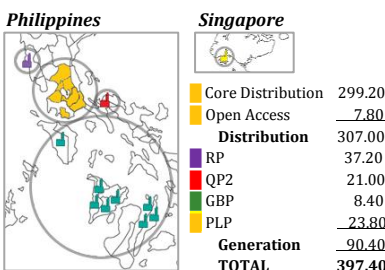 Philippines
Singapore
Core Distribution 299.20
Open Access 7.80
Distribution 307.00
RP 37.20
QP2 21.00
GBP 8.40
PLP 23.80
Generation 90.40
TOTAL 397.40